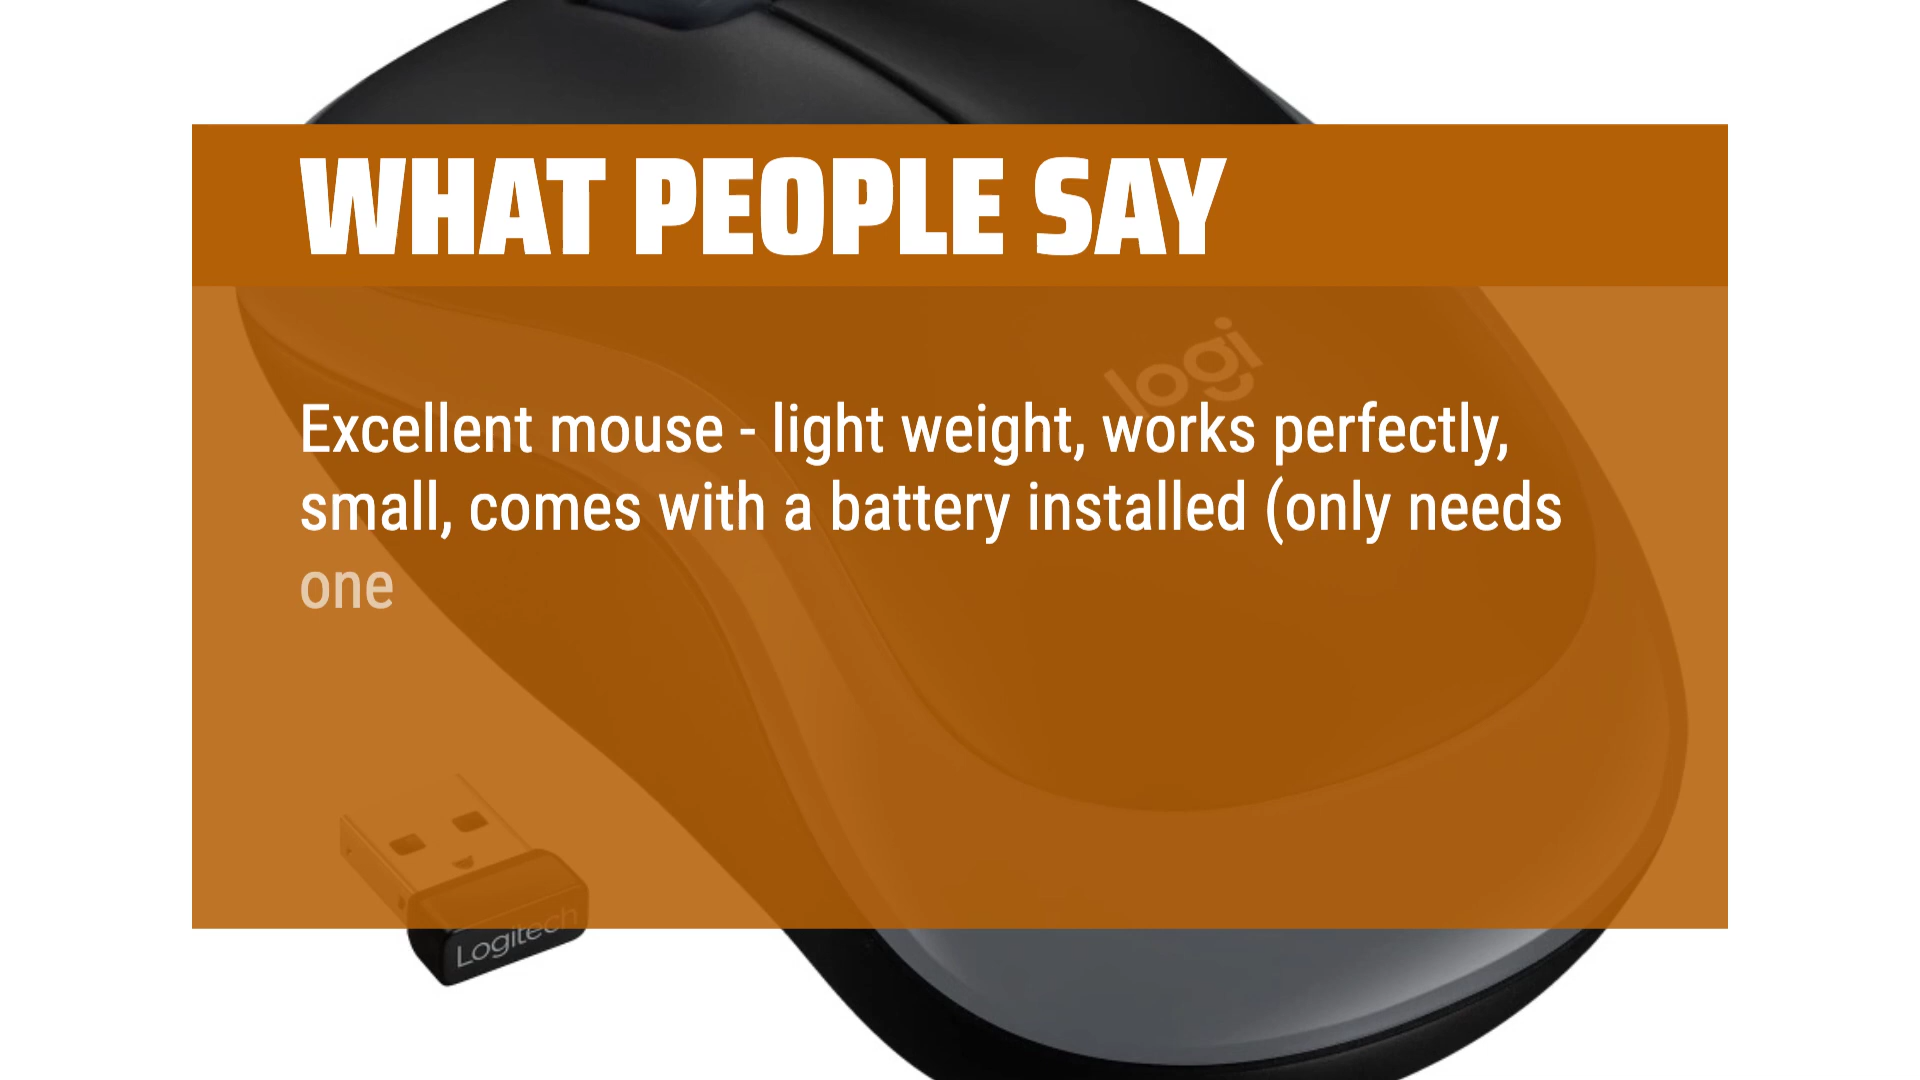 WHAT PEOPLE SAY
logi
Excellent mouse - light weight, works perfectly,
small, comes with a battery installed (only needs
one
Logitech